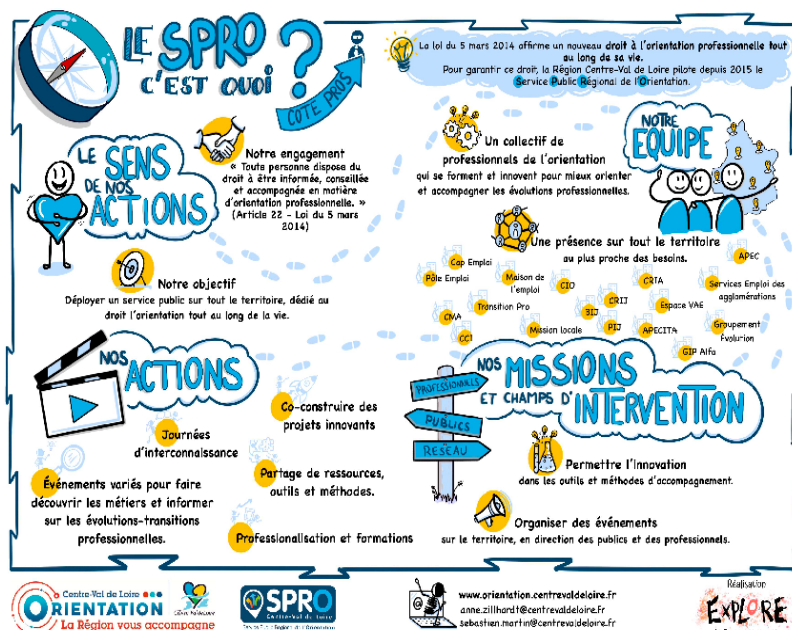 LE SPRO
C'EST QUOI ?
COTE PROS
La loi du 5 mars 2014 affirme un nouveau droit à l'orientation professionnelle tout
au long de sa vie.
Pour garantir ce droit, la Région Centre-Val de Loire pilote depuis 2015 le
Service Public Régional de l'Orientation.
LE SENS
DE NOS
ACTIONS
Notre engagement
« Toute personne dispose du
droit à être informée, conseillée
et accompagnée en matière
d'orientation professionnelle. »
(Article 22 - Loi du 5 mars
2014)
Notre objectif
Déployer un service public sur tout le territoire, dédié au
droit l'orientation tout au long de la vie.
NOTRE
EQUIPE
Un collectif de
professionnels de l'orientation
qui se forment et innovent pour mieux orienter
et accompagner les évolutions professionnelles.
Une présence sur tout le territoire
au plus proche des besoins.
Cap Emploi
APEC
Pôle Emploi
Maison de
l'emploi
CIO
CRTA
Services Emploi des
agglomérations
Transition Pro
CRIJ
Espace VAE
CMA
BIJ
CCI
Mission locale
PIJ
APECITA
Groupement
Evolution
GIP Alfa
NOS
ACTIONS
Journées
d'interconnaissance
Co-construire des
projets innovants
Événements variés pour faire
découvrir les métiers et informer
sur les évolutions-transitions
professionnelles.
Partage de ressources,
outils et méthodes.
Professionalisation et formations
NOS MISSIONS
ET CHAMPS D'INTERVENTION
PROFESSIONNELS
PUBLICS
RESEAU
Permettre l'Innovation
dans les outils et méthodes d'accompagnement.
Organiser des événements
sur le territoire, en direction des publics et des professionnels.
Centre-Val de Loire
ORIENTATION
La Région vous accompagne
SPRO
Centre-Val de Loire
www.orientation.centrevaldeloire.fr
anne.zillhardt@centrevaldeloire.fr
sebastien.martin@centrevaldeloire.fr
Réalisation
EXPLORE